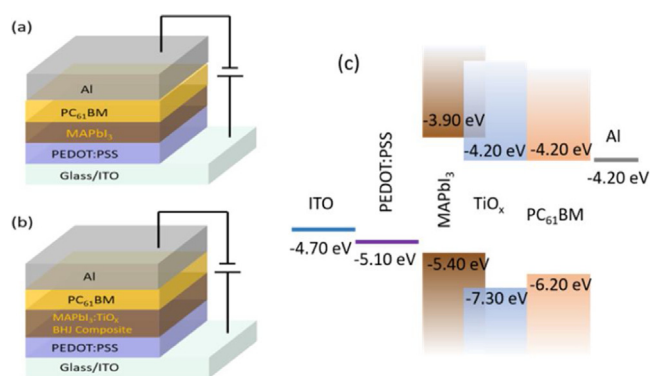 (a)
Al
PC₆₁BM
MAPbI₃
PEDOT:PSS
Glass/ITO
(b)
Al
PC₆₁BM
MAPbI₃:TiOₓ
BHJ Composite
PEDOT:PSS
Glass/ITO
(c)
ITO
-4.70 eV
PEDOT:PSS
-5.10 eV
MAPbI₃
-3.90 eV
-5.40 eV
TiOₓ
-4.20 eV
-7.30 eV
PC₆₁BM
-4.20 eV
-6.20 eV
Al
-4.20 eV